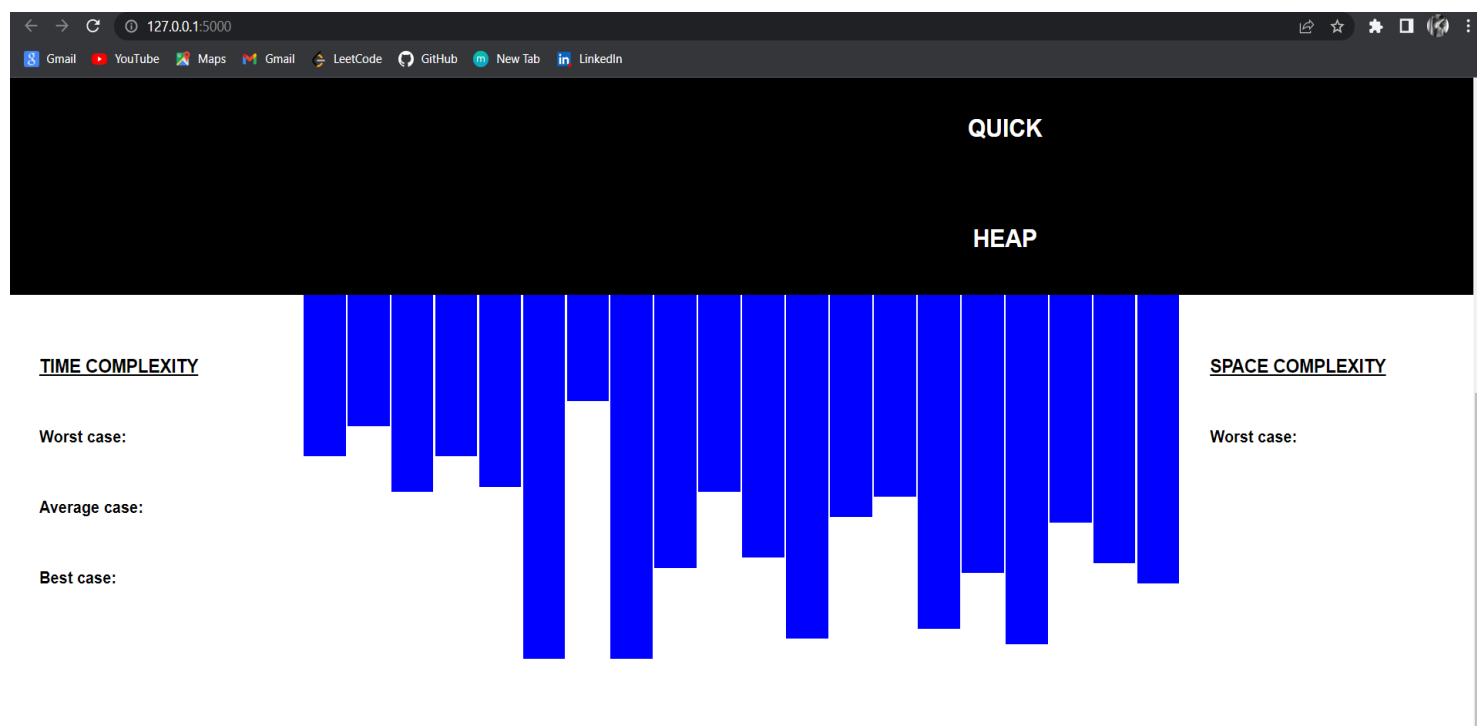 127.0.0.1:5000
Gmail YouTube Maps Gmail LeetCode GitHub New Tab LinkedIn
QUICK
HEAP
TIME COMPLEXITY
Worst case:
Average case:
Best case:
SPACE COMPLEXITY
Worst case: